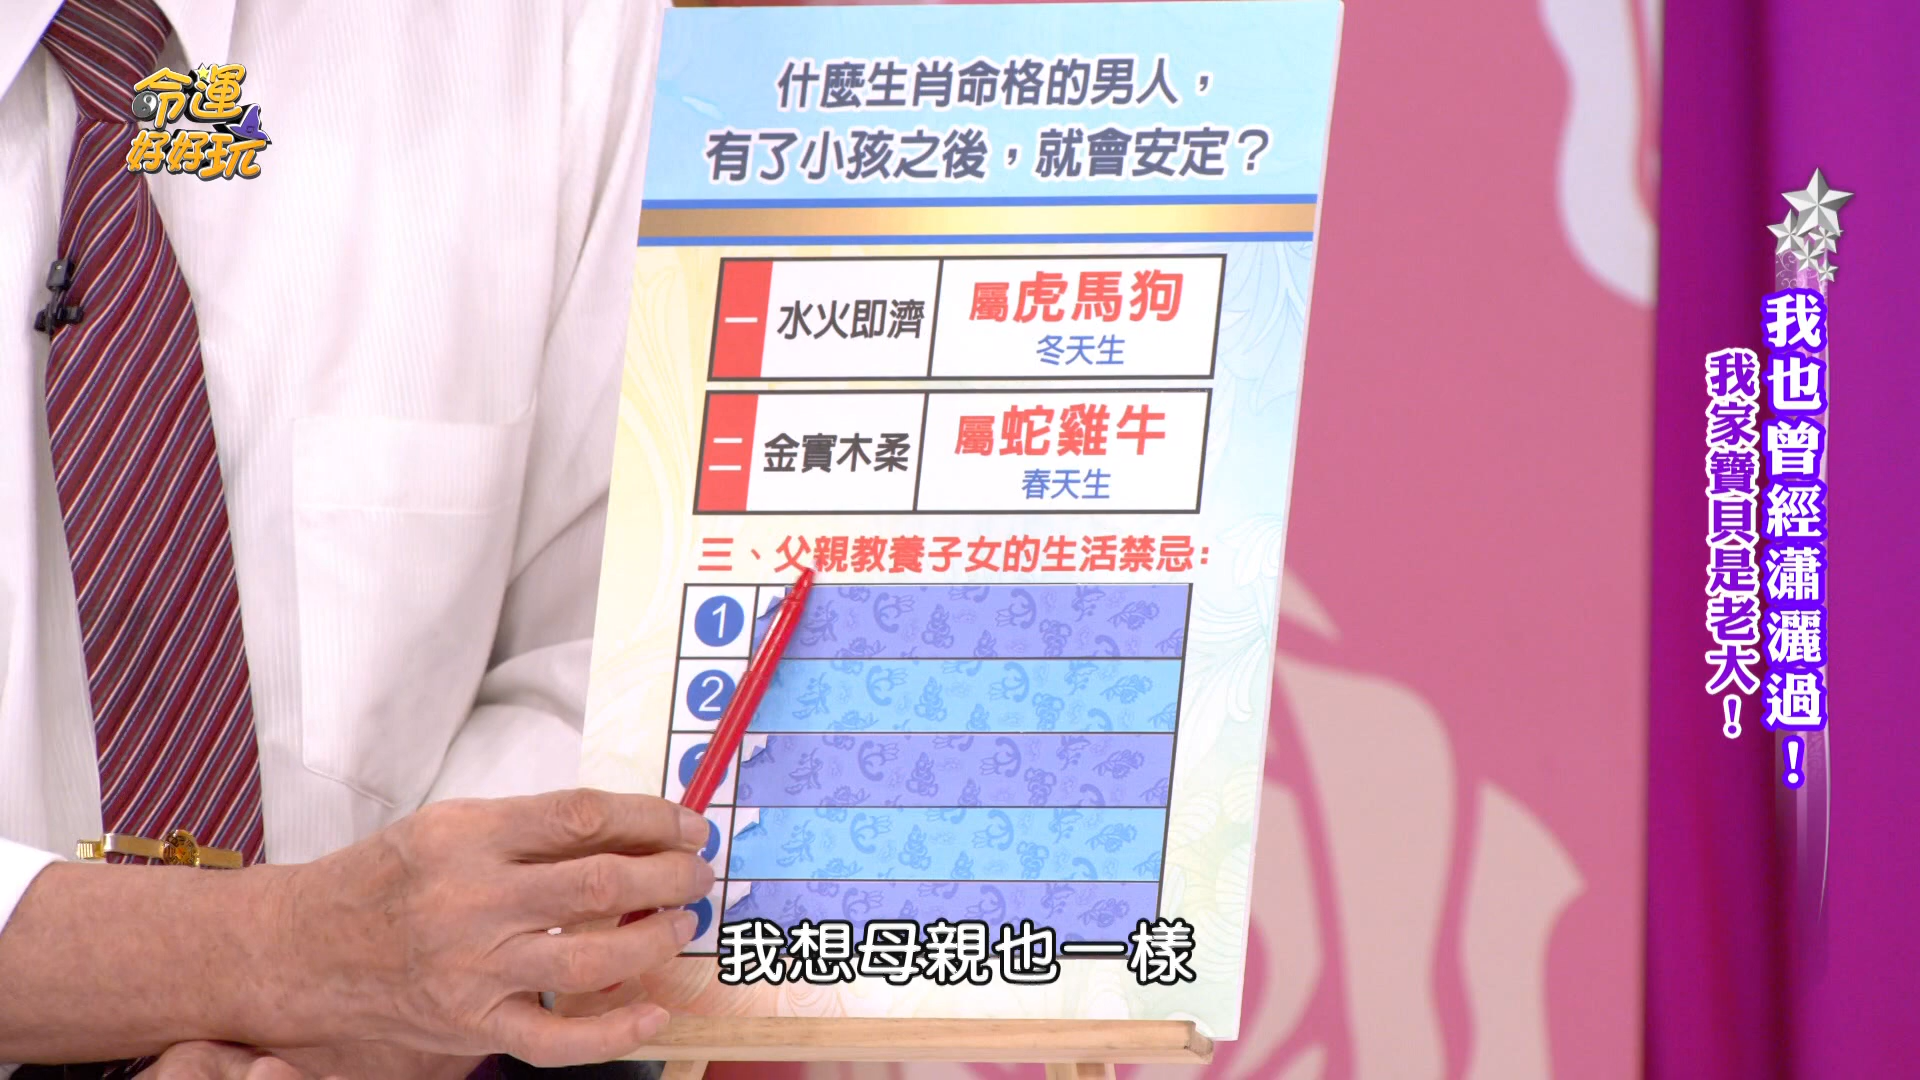 命運
好好玩
什麼生肖命格的男人，
有了小孩之後，就會安定？
一 水火即濟 屬虎馬狗
冬天生
二 金實木柔 屬蛇雞牛
春天生
三、父親教養子女的生活禁忌：
1
2
我也曾經瀟灑過！
我家寶貝是老大！
我想母親也一樣